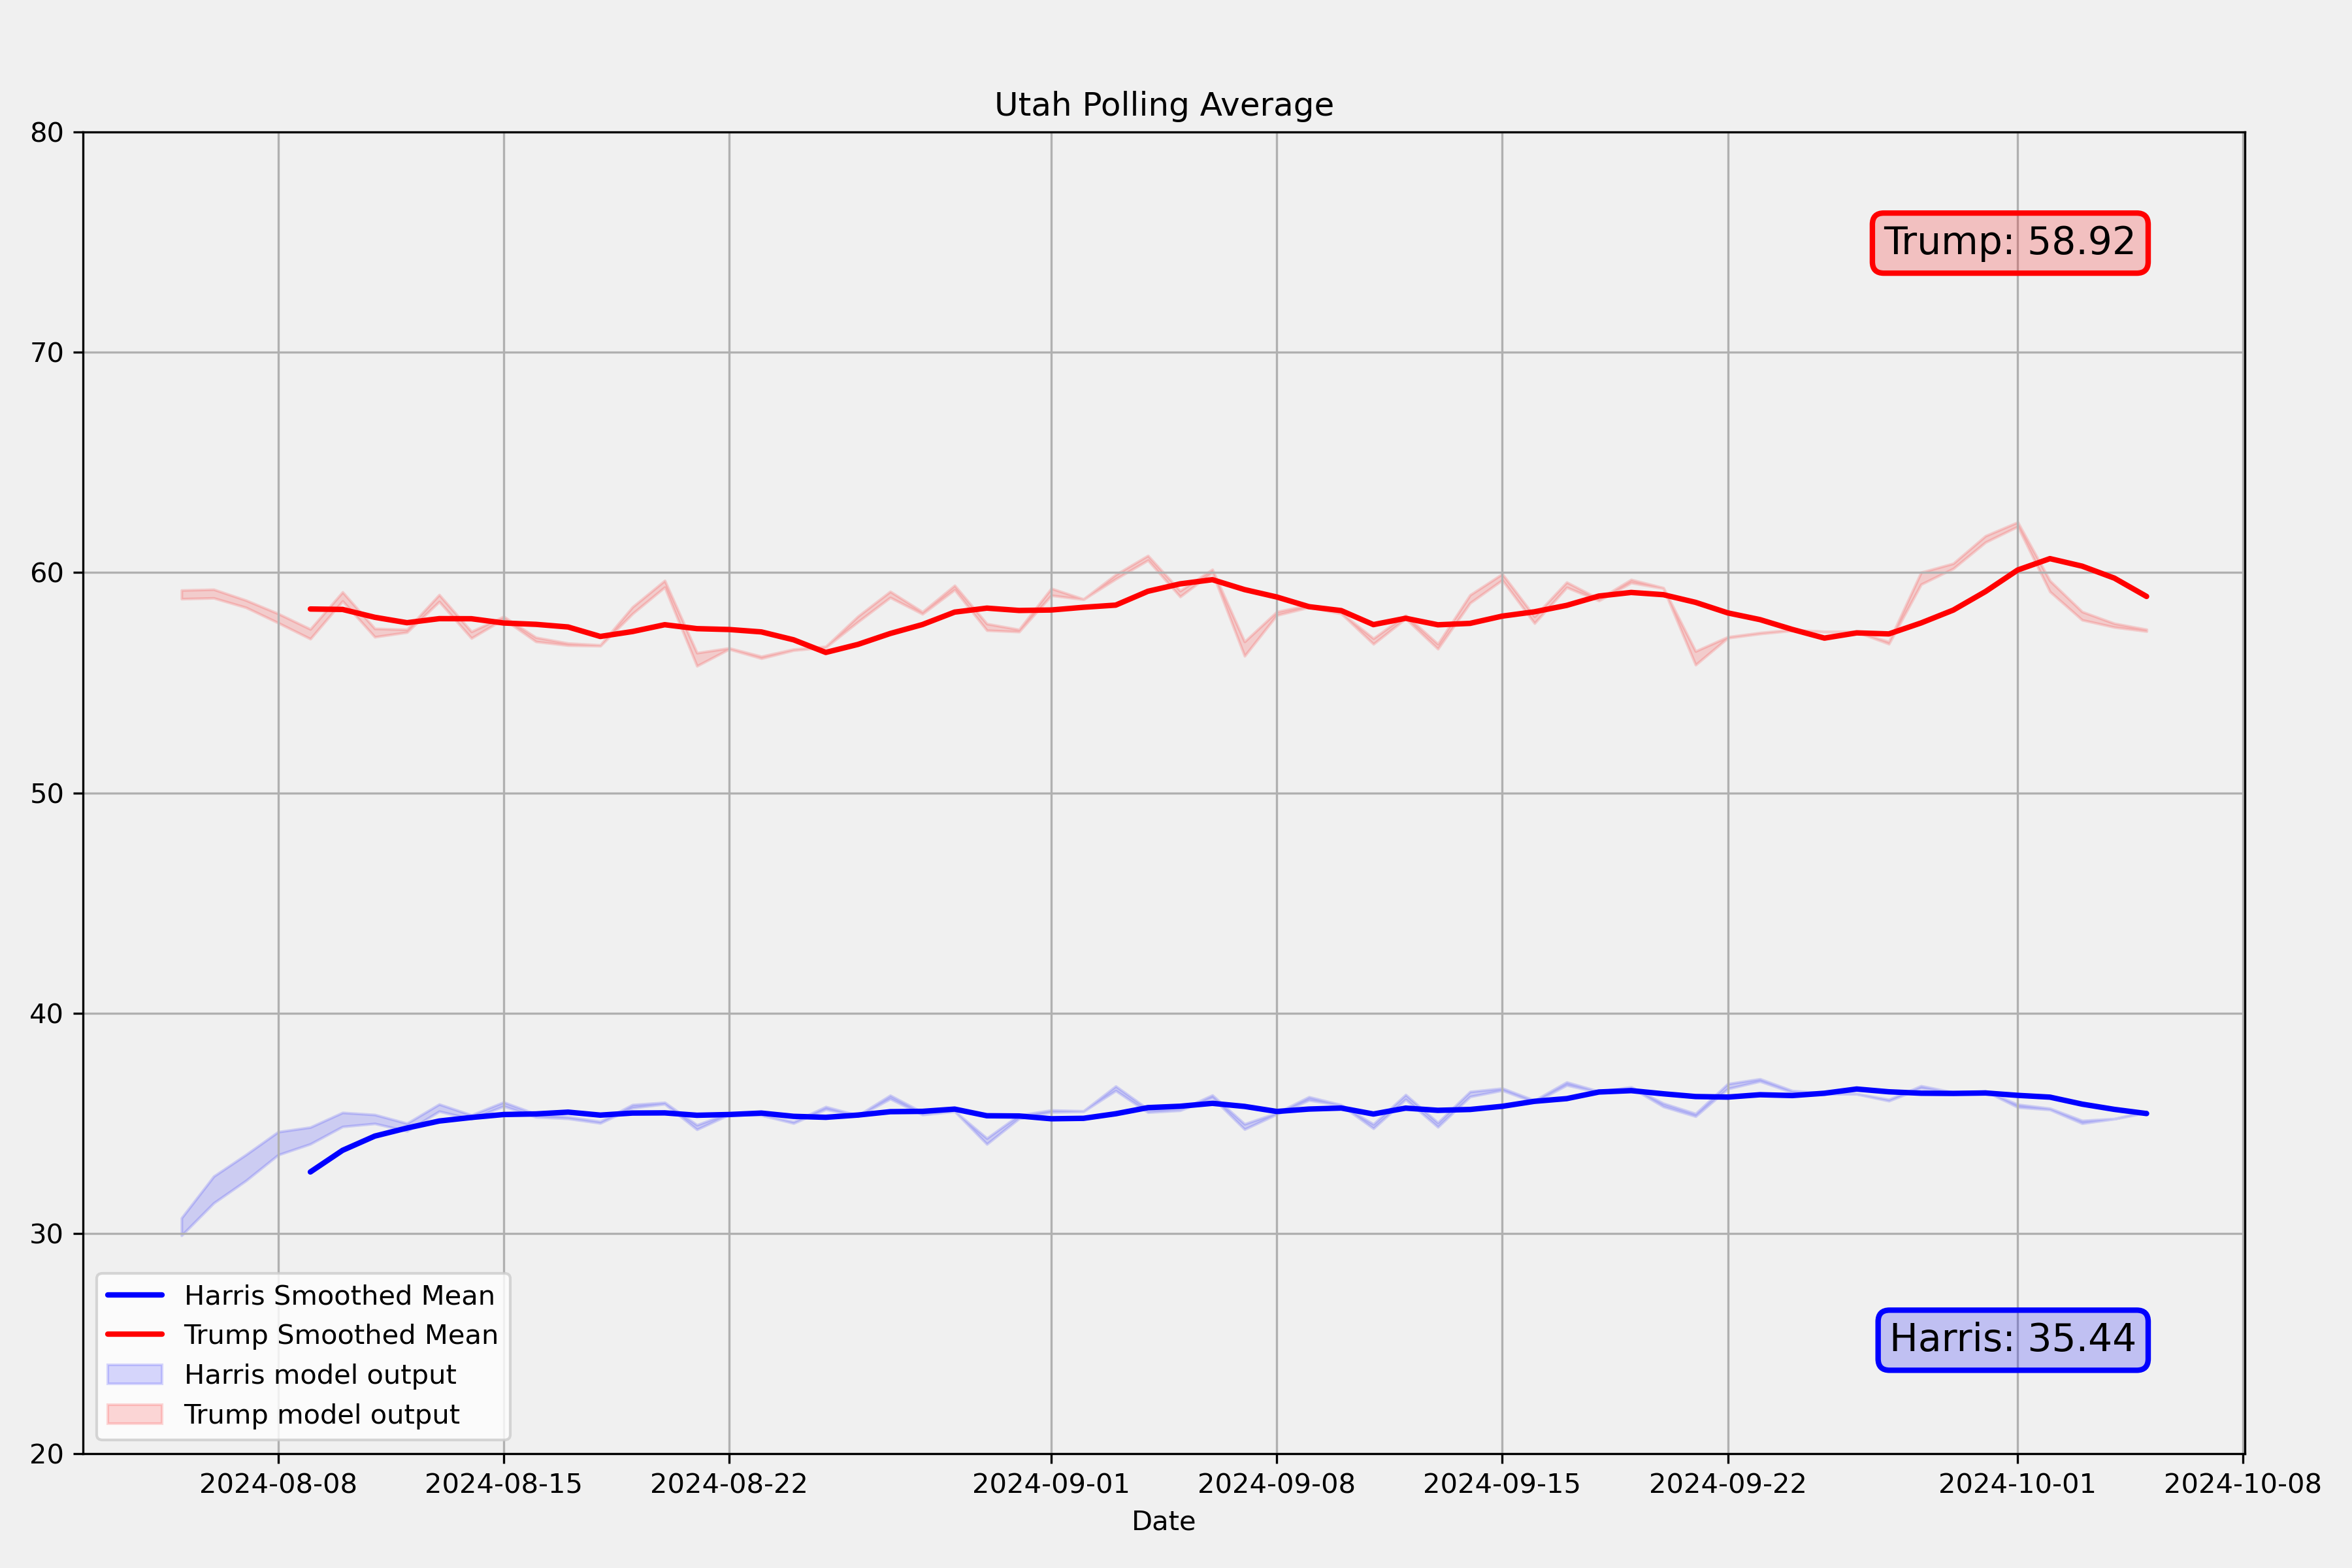 Utah Polling Average
80
70
60
50
40
30
20
Trump: 58.92
Harris: 35.44
Harris Smoothed Mean
Trump Smoothed Mean
Harris model output
Trump model output
2024-08-08 2024-08-15 2024-08-22 2024-09-01 2024-09-08 2024-09-15 2024-09-22 2024-10-01 2024-10-08
Date